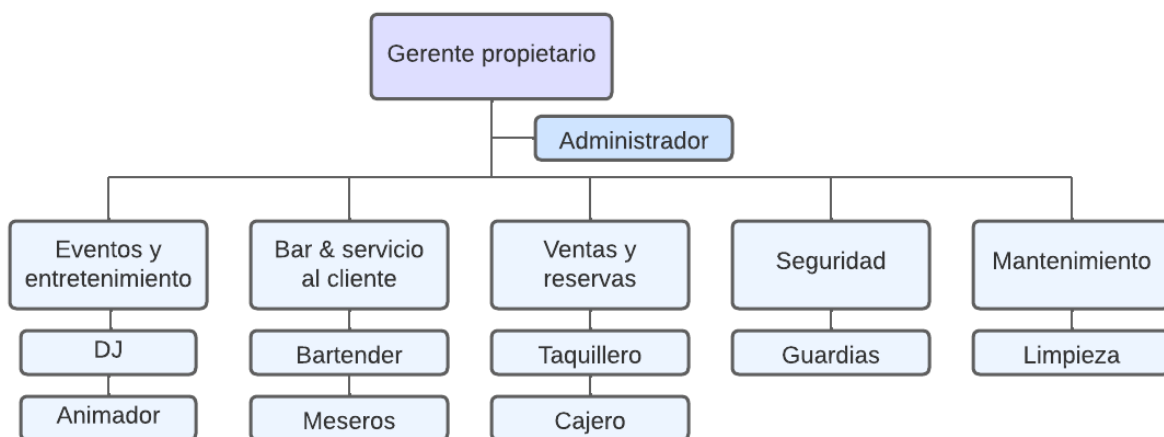 Gerente propietario
Administrador
Eventos y
entretenimiento
Bar & servicio
al cliente
Ventas y
reservas
Seguridad
Mantenimiento
DJ
Bartender
Taquillero
Guardias
Limpieza
Animador
Meseros
Cajero